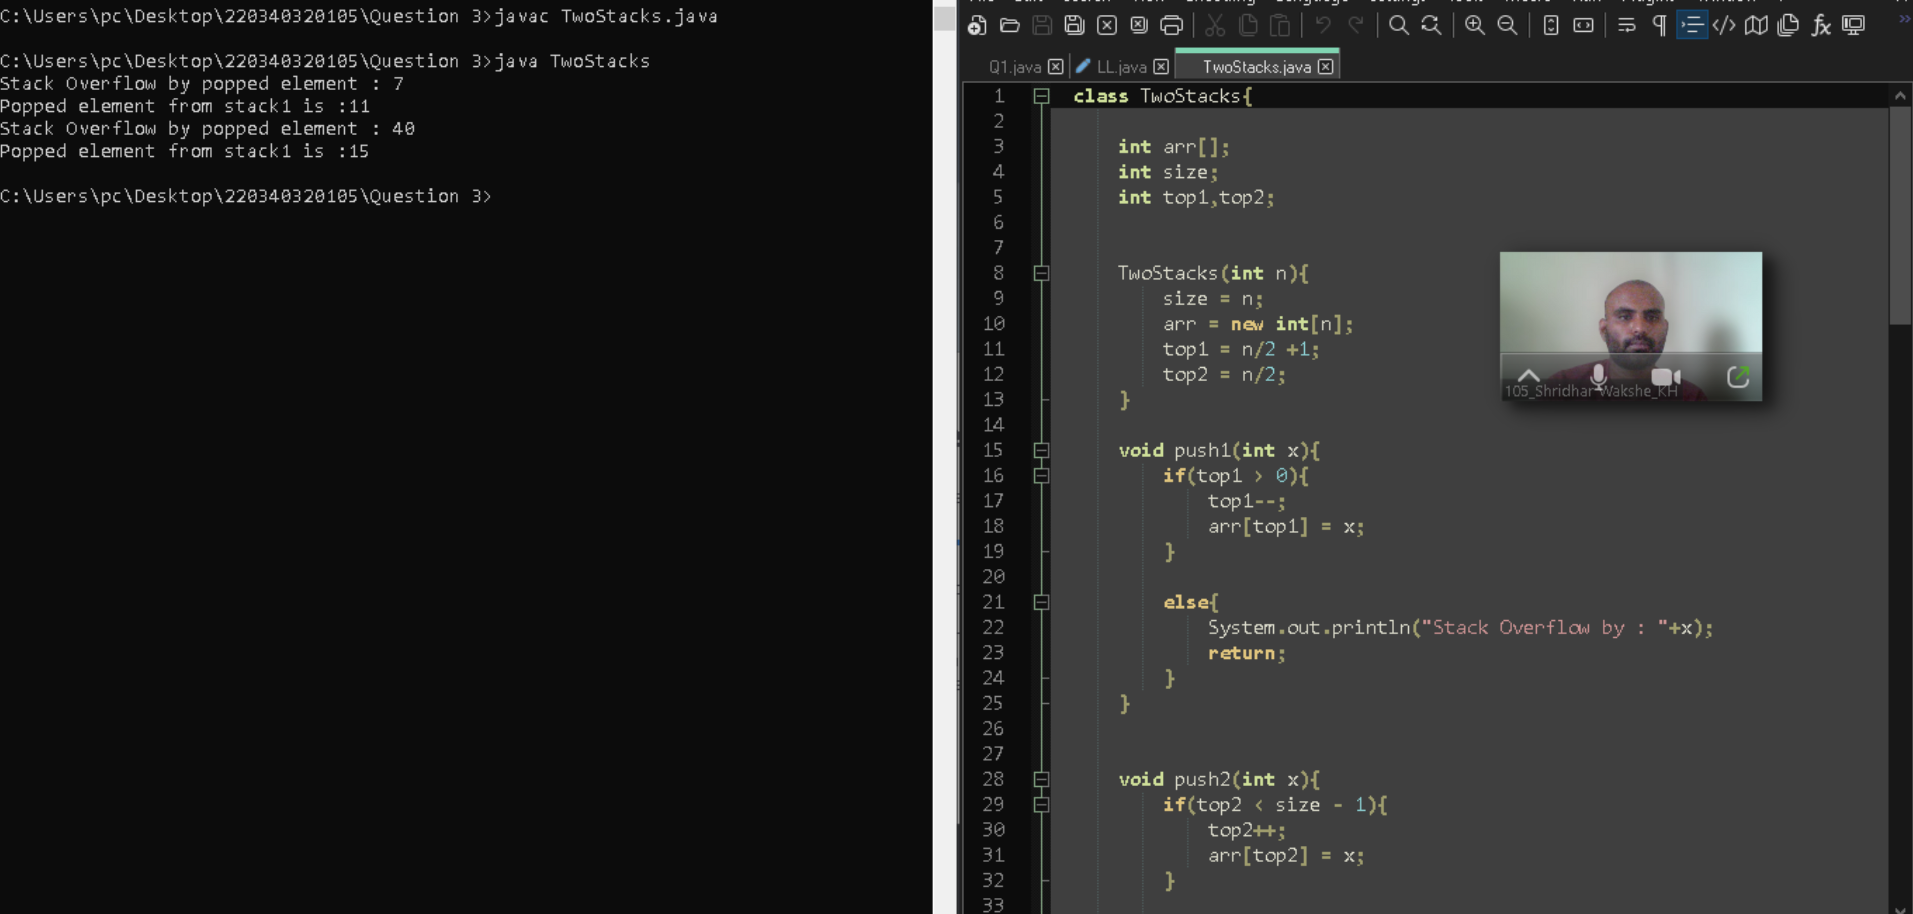 C:\Users\pc\Desktop\220340320105\Question 3>javac TwoStacks.java
C:\Users\pc\Desktop\220340320105\Question 3>java TwoStacks
Stack Overflow by popped element : 7
Popped element from stack1 is :11
Stack Overflow by popped element : 40
Popped element from stack1 is :15
C:\Users\pc\Desktop\220340320105\Question 3>
Q1.java
LL.java
TwoStacks.java
1 class TwoStacks{
2
3 int arr[];
4 int size;
5 int top1,top2;
6
7
8 TwoStacks(int n){
9 size = n;
10 arr = new int[n];
11 top1 = n/2 +1;
12 top2 = n/2;
13 }
14
15 void push1(int x){
16 if(top1 > 0){
17 top1--;
18 arr[top1] = x;
19 }
20
21 else{
22 System.out.println("Stack Overflow by : "+x);
23 return;
24 }
25 }
26
27
28 void push2(int x){
29 if(top2 < size - 1){
30 top2++;
31 arr[top2] = x;
32 }
33
105_Shridhar Wakshe_KH